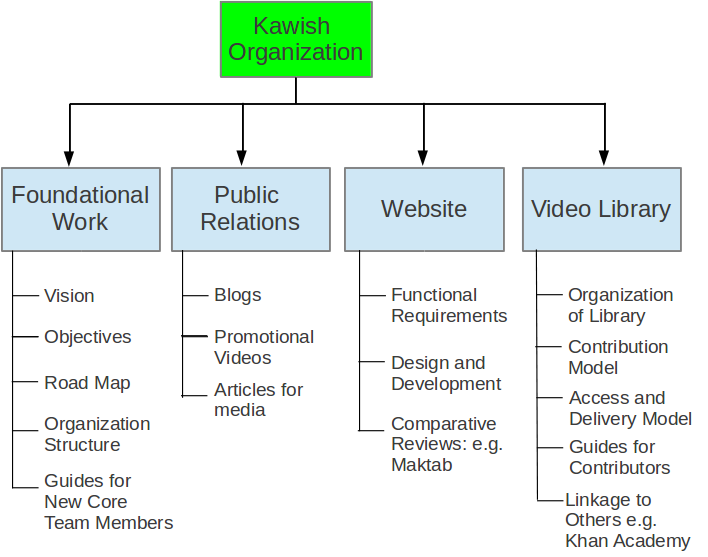 Kawish
Organization
Foundational
Work
Public
Relations
Website
Video Library
Vision
Objectives
Road Map
Organization
Structure
Guides for
New Core
Team Members
Blogs
Promotional
Videos
Articles for
media
Functional
Requirements
Design and
Development
Comparative
Reviews: e.g.
Maktab
Organization
of Library
Contribution
Model
Access and
Delivery Model
Guides for
Contributors
Linkage to
Others e.g.
Khan Academy